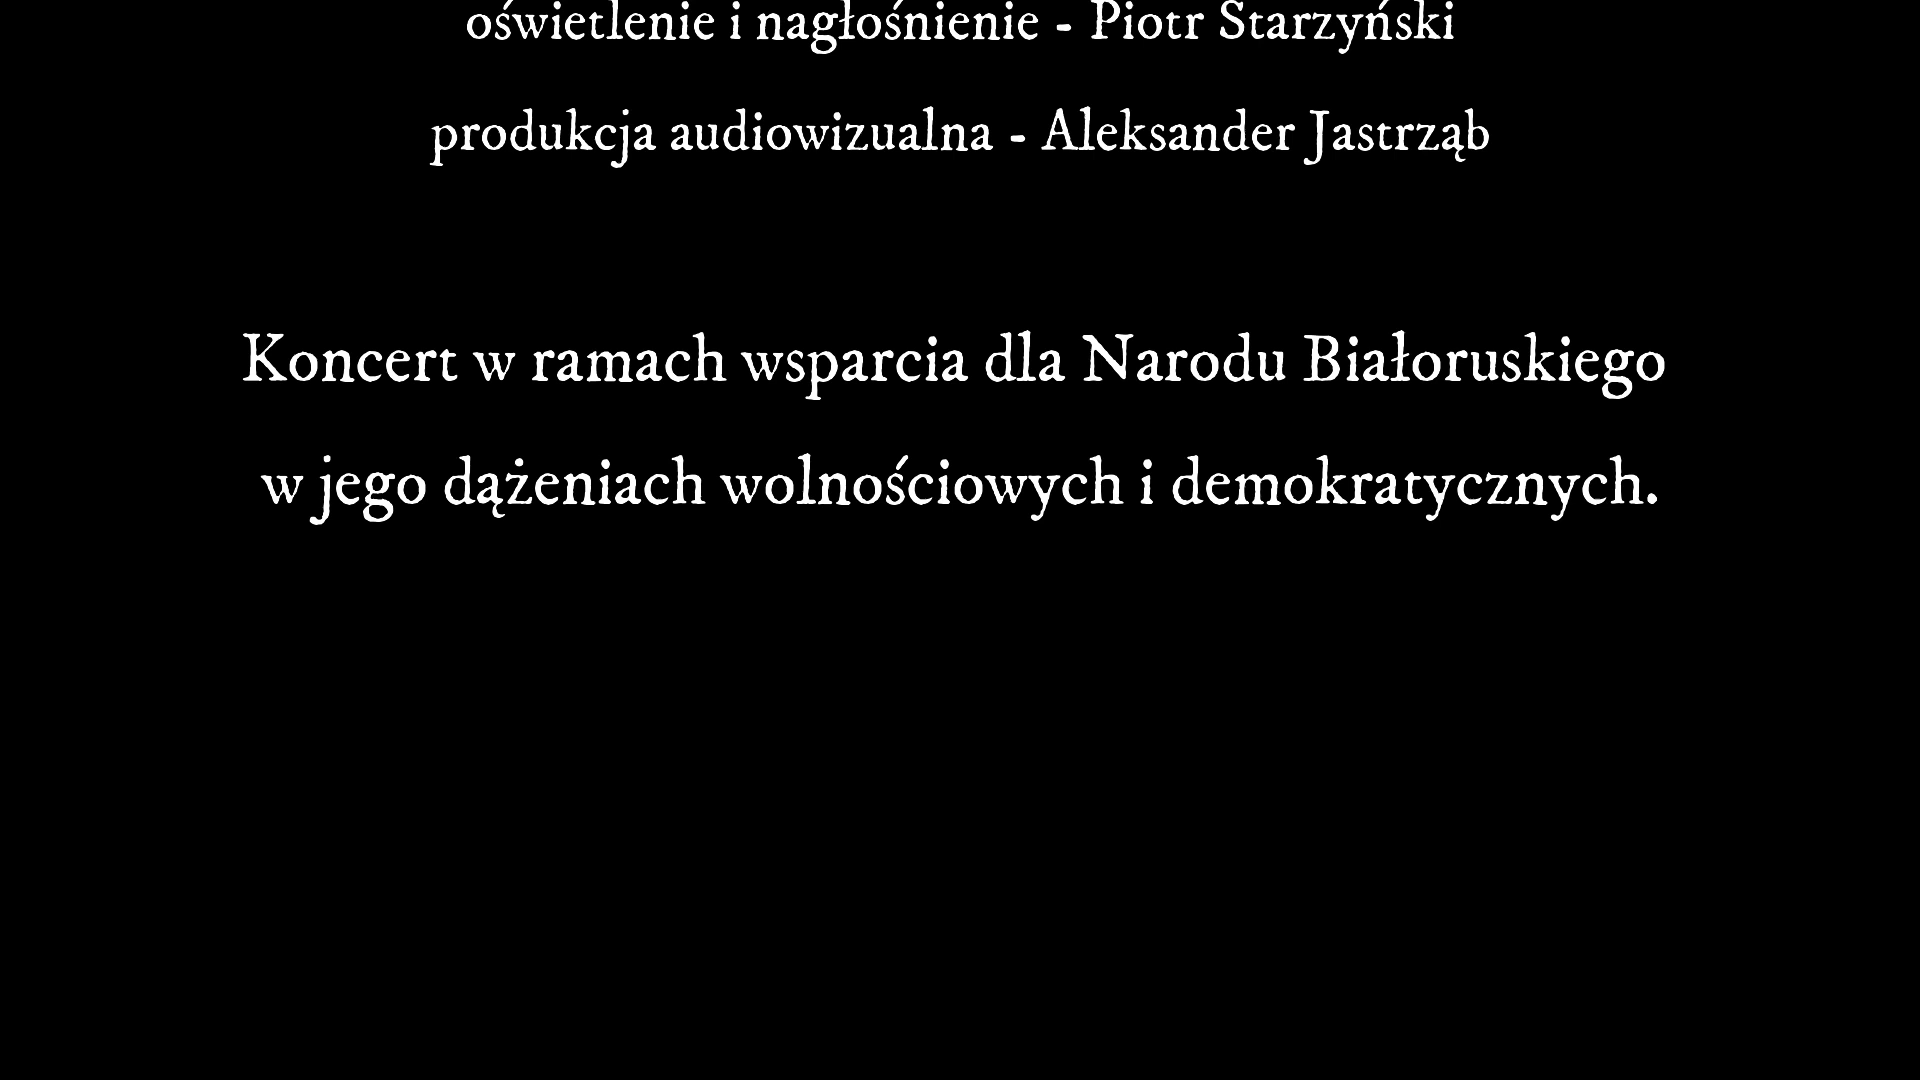 oświetlenie i nagłośnienie - Piotr Starzyński
produkcja audiowizualna - Aleksander Jastrząb
Koncert w ramach wsparcia dla Narodu Białoruskiego
w jego dążeniach wolnościowych i demokratycznych.